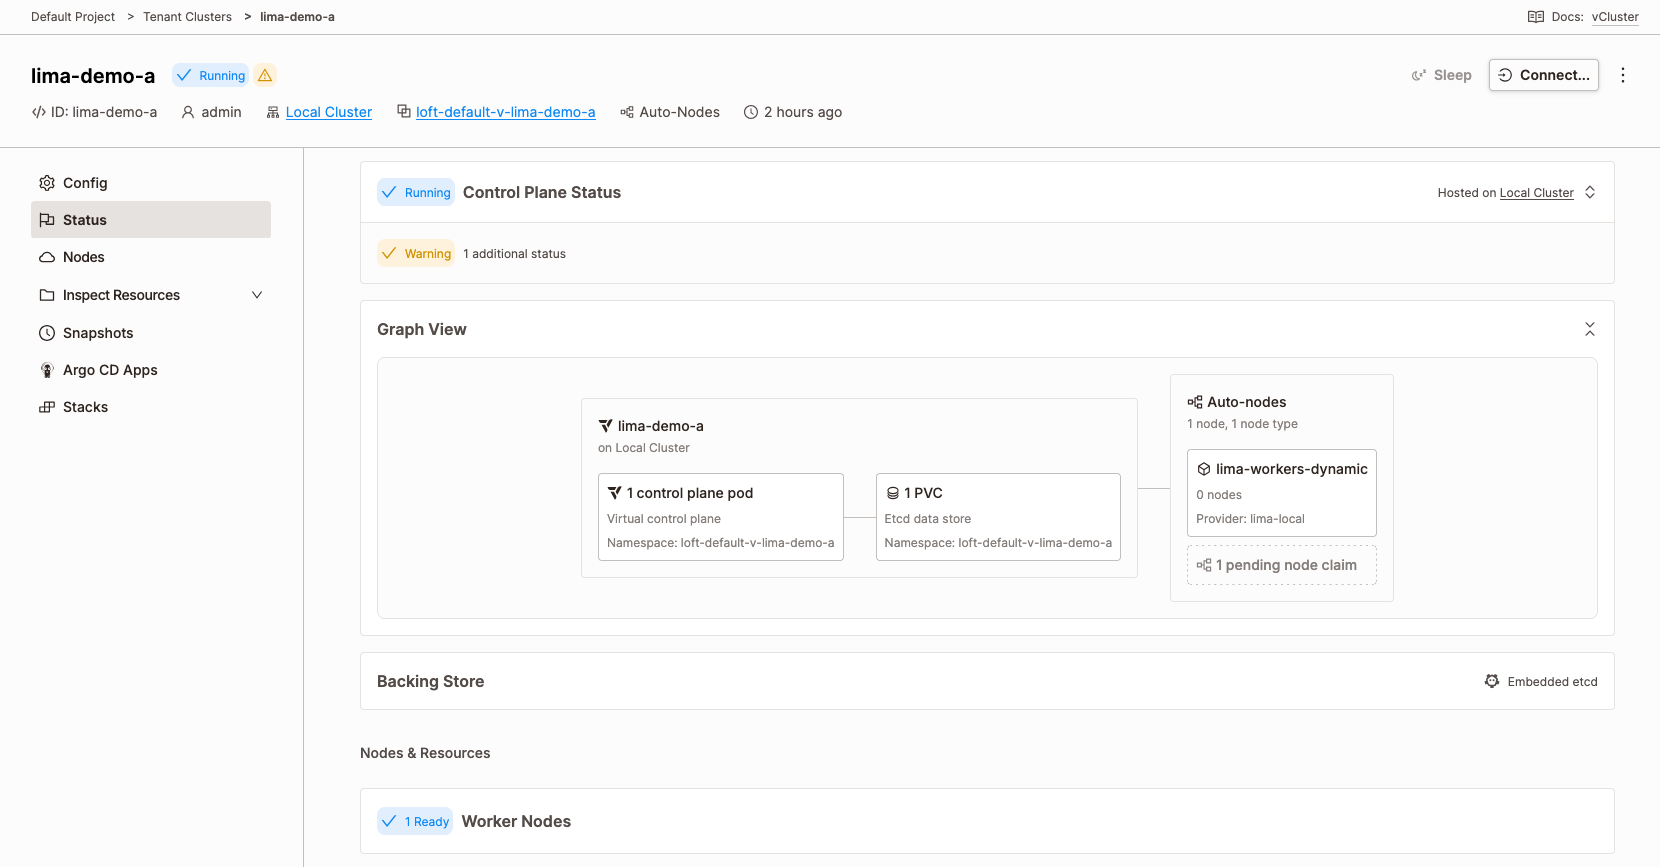 Default Project > Tenant Clusters > lima-demo-a
Docs: vCluster
lima-demo-a Running
Sleep Connect...
ID: lima-demo-a admin Local Cluster loft-default-v-lima-demo-a Auto-Nodes 2 hours ago
Config
Status
Nodes
Inspect Resources
Snapshots
Argo CD Apps
Stacks
Running Control Plane Status
Hosted on Local Cluster
Warning 1 additional status
Graph View
lima-demo-a
on Local Cluster
1 control plane pod
Virtual control plane
Namespace: loft-default-v-lima-demo-a
1 PVC
Etcd data store
Namespace: loft-default-v-lima-demo-a
Auto-nodes
1 node, 1 node type
lima-workers-dynamic
0 nodes
Provider: lima-local
1 pending node claim
Backing Store
Embedded etcd
Nodes & Resources
1 Ready Worker Nodes